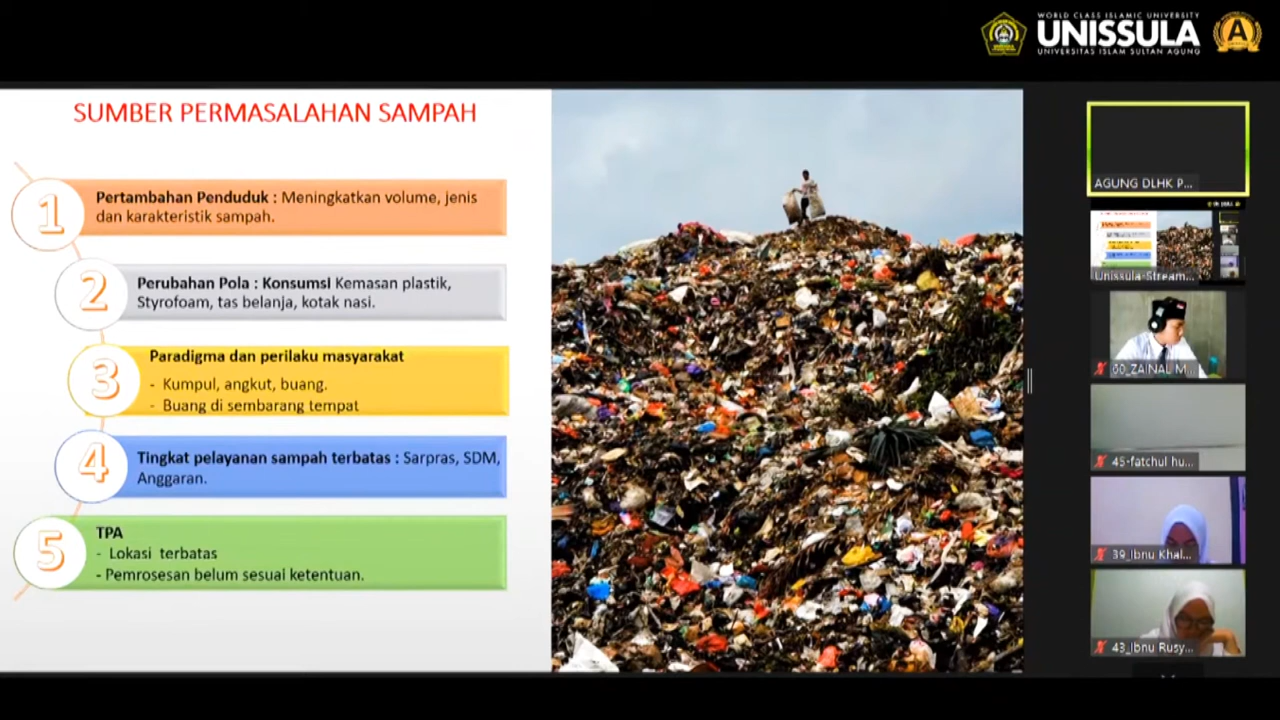 WORLD CLASS ISLAMIC UNIVERSITY
UNISSULA
UNIVERSITAS ISLAM SULTAN AGUNG
A
SUMBER PERMASALAHAN SAMPAH
1
Pertambahan Penduduk : Meningkatkan volume, jenis
dan karakteristik sampah.
2
Perubahan Pola : Konsumsi Kemasan plastik,
Styrofoam, tas belanja, kotak nasi.
3
Paradigma dan perilaku masyarakat
- Kumpul, angkut, buang.
- Buang di sembarang tempat
4
Tingkat pelayanan sampah terbatas : Sarpras, SDM,
Anggaran.
5
TPA
- Lokasi terbatas
- Pemrosesan belum sesuai ketentuan.
AGUNG DLHK P...
Unissula-Stream...
60_ZAINAL M...
45-fatchul hu...
39_Ibnu Khal...
43_Ibnu Rusy...